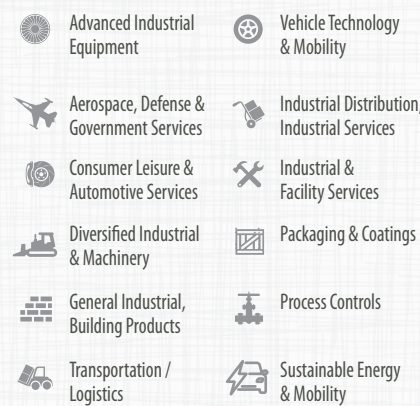 Advanced Industrial
Equipment
Vehicle Technology
& Mobility
Aerospace, Defense &
Government Services
Industrial Distribution,
Industrial Services
Consumer Leisure &
Automotive Services
Industrial &
Facility Services
Diversified Industrial
& Machinery
Packaging & Coatings
General Industrial,
Building Products
Process Controls
Transportation /
Logistics
Sustainable Energy
& Mobility